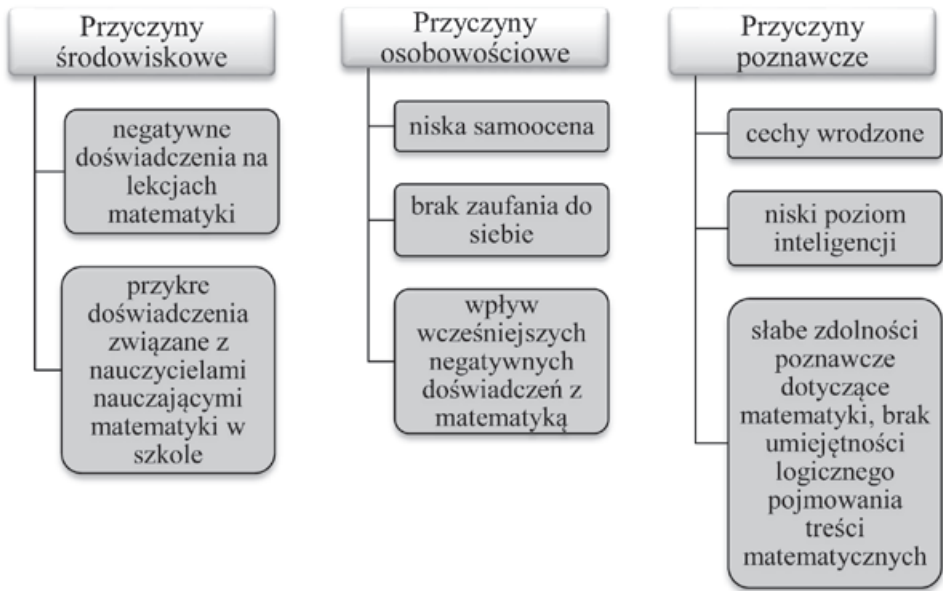 Przyczyny
środowiskowe
negatywne
doświadczenia na
lekcjach
matematyki
przykre
doświadczenia
związane z
nauczycielami
nauczającymi
matematyki w
szkole
Przyczyny
osobowościowe
niska samoocena
brak zaufania do
siebie
wpływ
wcześniejszych
negatywnych
doświadczeń z
matematyką
Przyczyny
poznawcze
cechy wrodzone
niski poziom
inteligencji
słabe zdolności
poznawcze
dotyczące
matematyki, brak
umiejętności
logicznego
pojmowania
treści
matematycznych